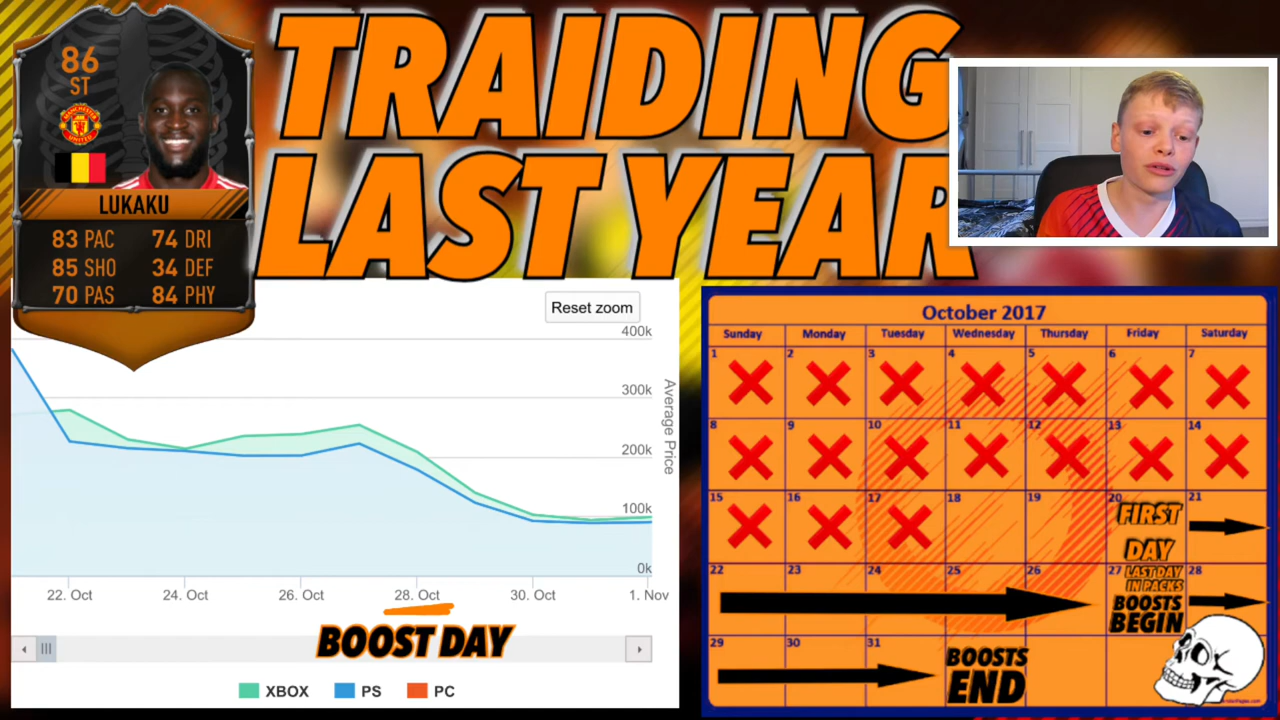 TRAIDING
LAST YEAR
86
ST
LUKAKU
83 PAC 74 DRI
85 SHO 34 DEF
70 PAS 84 PHY
Reset zoom
400k
300k
200k
100k
0k
Average Price
22. Oct 24. Oct 26. Oct 28. Oct 30. Oct 1. Nov
BOOST DAY
XBOX PS PC
October 2017
Sunday Monday Tuesday Wednesday Thursday Friday Saturday
1 2 3 4 5 6 7
8 9 10 11 12 13 14
15 16 17 18 19 20 21
FIRST
DAY
22 23 24 25 26 27 28
LAST DAY
IN PACKS
BOOSTS
BEGIN
29 30 31
BOOSTS
END